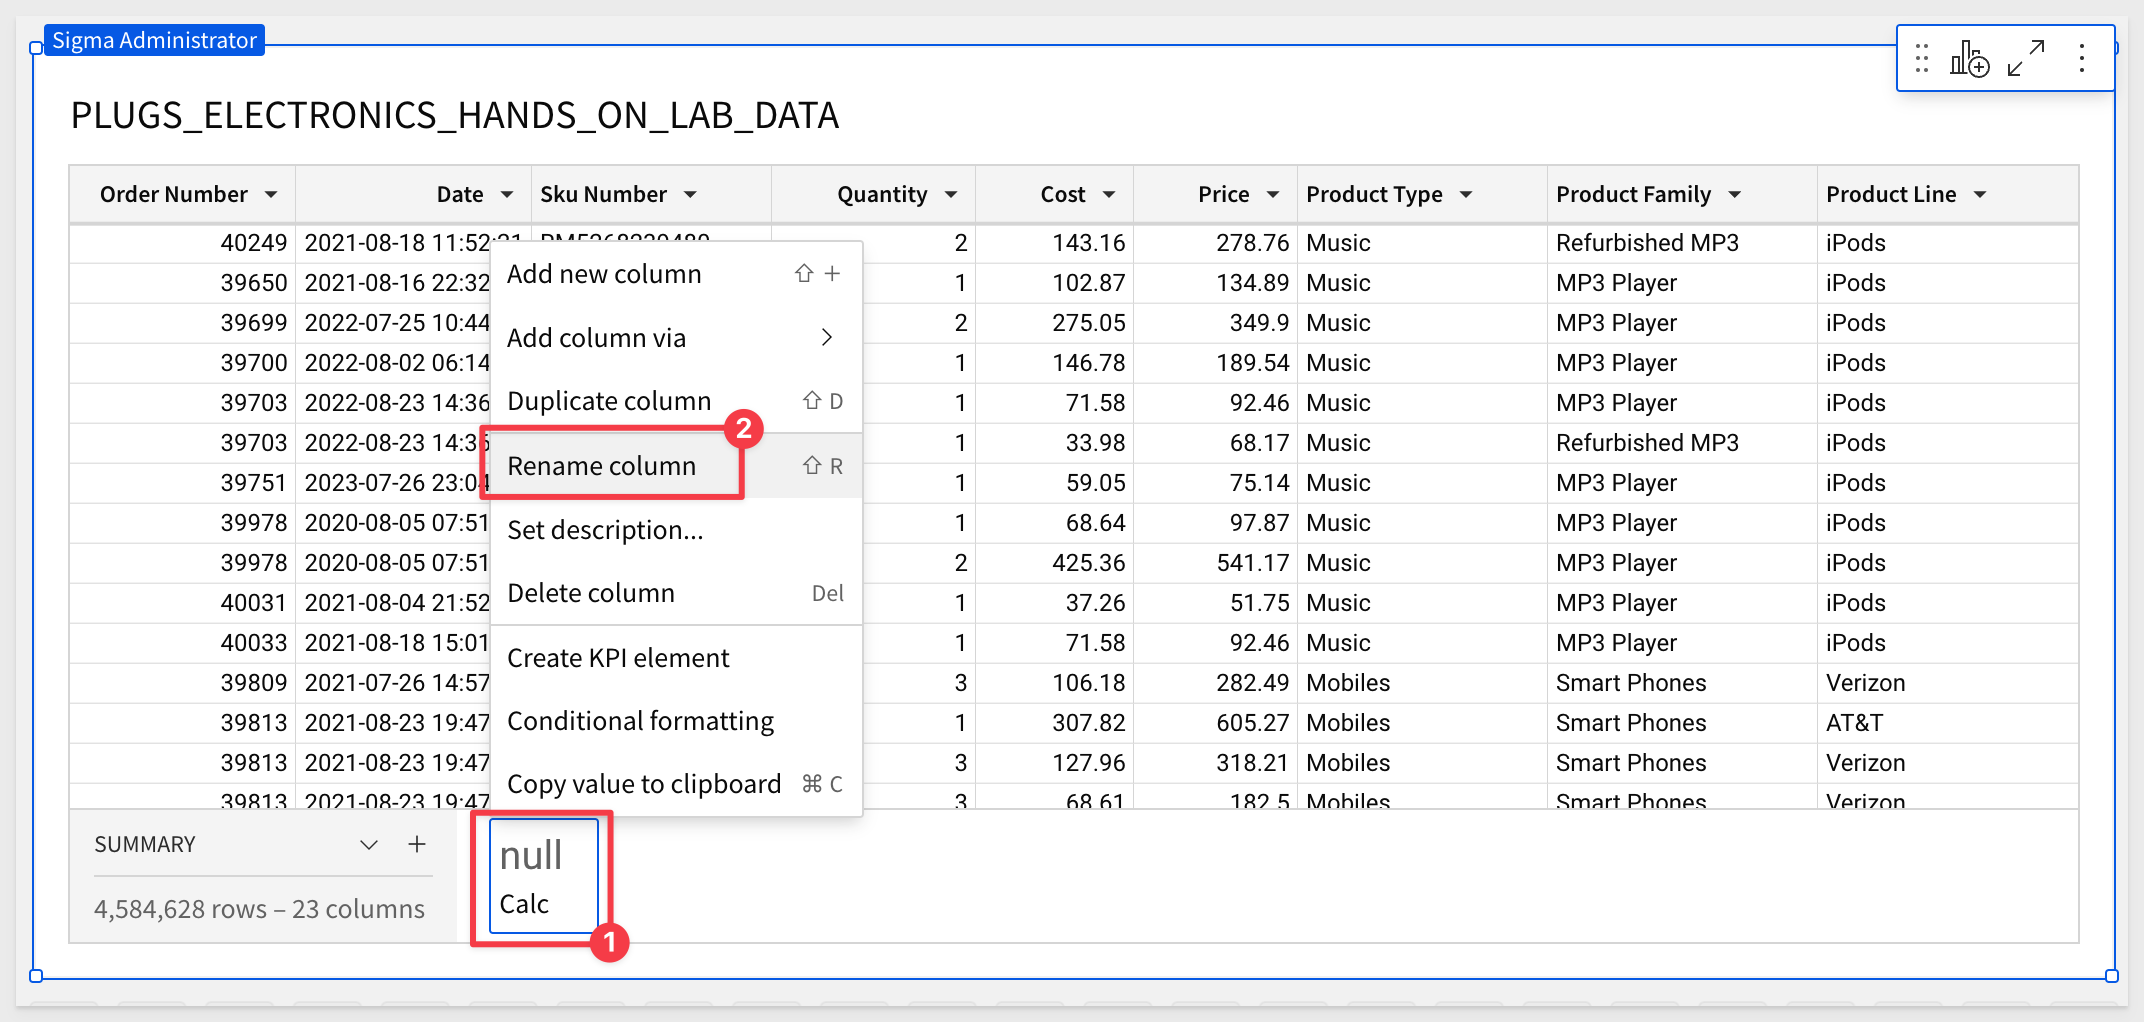 Sigma Administrator
PLUGS_ELECTRONICS_HANDS_ON_LAB_DATA
Order Number Date Sku Number Quantity Cost Price Product Type Product Family Product Line
40249 2021-08-18 11:52:21 2 143.16 278.76 Music Refurbished MP3 iPods
39650 2021-08-16 22:32 1 102.87 134.89 Music MP3 Player iPods
39699 2022-07-25 10:44 2 275.05 349.9 Music MP3 Player iPods
39700 2022-08-02 06:14 1 146.78 189.54 Music MP3 Player iPods
39703 2022-08-23 14:36 1 71.58 92.46 Music MP3 Player iPods
39703 2022-08-23 14:36 1 33.98 68.17 Music Refurbished MP3 iPods
39751 2023-07-26 23:04 1 59.05 75.14 Music MP3 Player iPods
39978 2020-08-05 07:51 1 68.64 97.87 Music MP3 Player iPods
39978 2020-08-05 07:51 2 425.36 541.17 Music MP3 Player iPods
40031 2021-08-04 21:52 1 37.26 51.75 Music MP3 Player iPods
40033 2021-08-18 15:01 1 71.58 92.46 Music MP3 Player iPods
39809 2021-07-26 14:57 3 106.18 282.49 Mobiles Smart Phones Verizon
39813 2021-08-23 19:47 1 307.82 605.27 Mobiles Smart Phones AT&T
39813 2021-08-23 19:47 3 127.96 318.21 Mobiles Smart Phones Verizon
39813 2021-08-23 19:47 3 68.61 182.5 Mobiles Smart Phones Verizon
Add new column ⇧ +
Add column via
Duplicate column ⇧ D
2
Rename column ⇧ R
Set description...
Delete column Del
Create KPI element
Conditional formatting
Copy value to clipboard ⌘ C
SUMMARY
4,584,628 rows – 23 columns
null
Calc
1